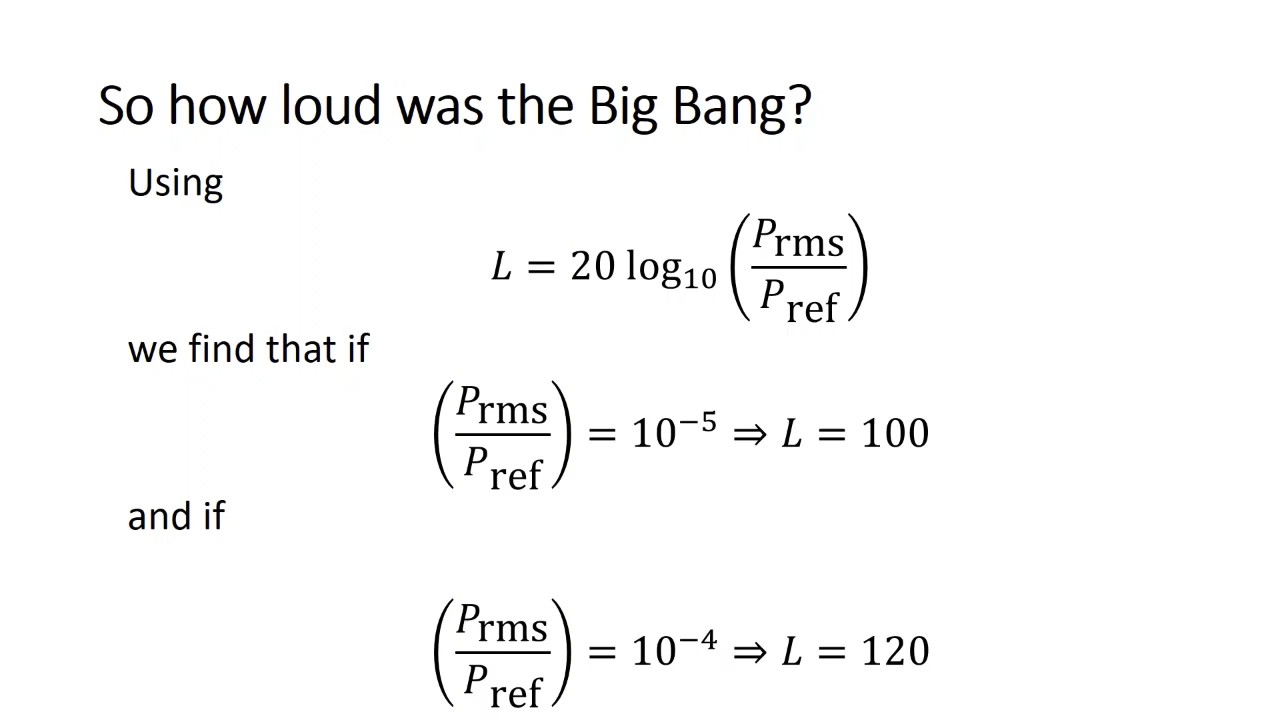 So how loud was the Big Bang?
Using
L = 20 log₁₀ (Prms / Pref)
we find that if
(Prms / Pref) = 10⁻⁵ ⇒ L = 100
and if
(Prms / Pref) = 10⁻⁴ ⇒ L = 120